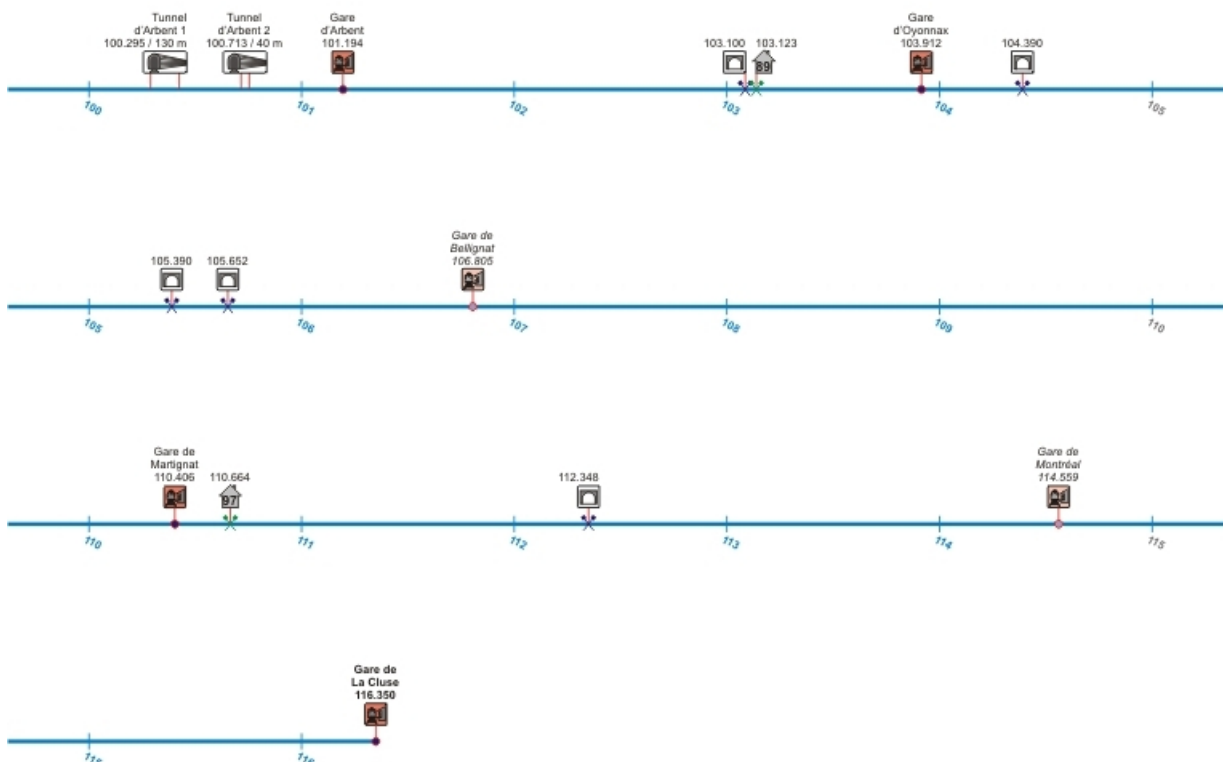 Tunnel
d'Arbent 1
100.295 / 130 m
Tunnel
d'Arbent 2
100.713 / 40 m
Gare
d'Arbent
101.194
103.100
103.123
89
Gare
d'Oyonnax
103.912
104.390
100
101
102
103
104
105
105.390
105.652
Gare de
Bellignat
106.805
105
106
107
108
109
110
Gare de
Martignat
110.406
110.664
97
112.348
Gare de
Montréal
114.559
110
111
112
113
114
115
Gare de
La Cluse
116.350
115
116